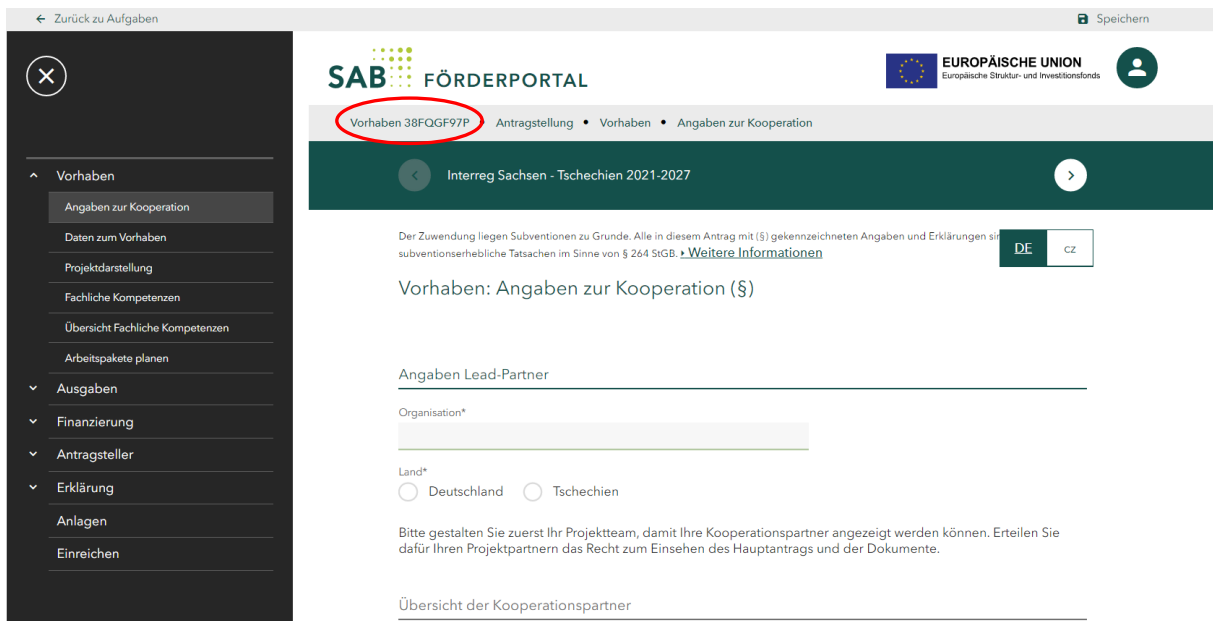 Zurück zu Aufgaben
Speichern
SAB FÖRDERPORTAL
EUROPÄISCHE UNION
Europäische Struktur- und Investitionsfonds
Vorhaben 38FQGF97P • Antragstellung • Vorhaben • Angaben zur Kooperation
Vorhaben
Angaben zur Kooperation
Daten zum Vorhaben
Projektdarstellung
Fachliche Kompetenzen
Übersicht Fachliche Kompetenzen
Arbeitspakete planen
Ausgaben
Finanzierung
Antragsteller
Erklärung
Anlagen
Einreichen
Interreg Sachsen - Tschechien 2021-2027
Der Zuwendung liegen Subventionen zu Grunde. Alle in diesem Antrag mit (§) gekennzeichneten Angaben und Erklärungen
subventionserhebliche Tatsachen im Sinne von § 264 StGB. Weitere Informationen
DE
CZ
Vorhaben: Angaben zur Kooperation (§)
Angaben Lead-Partner
Organisation*
Land*
Deutschland
Tschechien
Bitte gestalten Sie zuerst Ihr Projektteam, damit Ihre Kooperationspartner angezeigt werden können. Erteilen Sie
dafür Ihren Projektpartnern das Recht zum Einsehen des Hauptantrags und der Dokumente.
Übersicht der Kooperationspartner